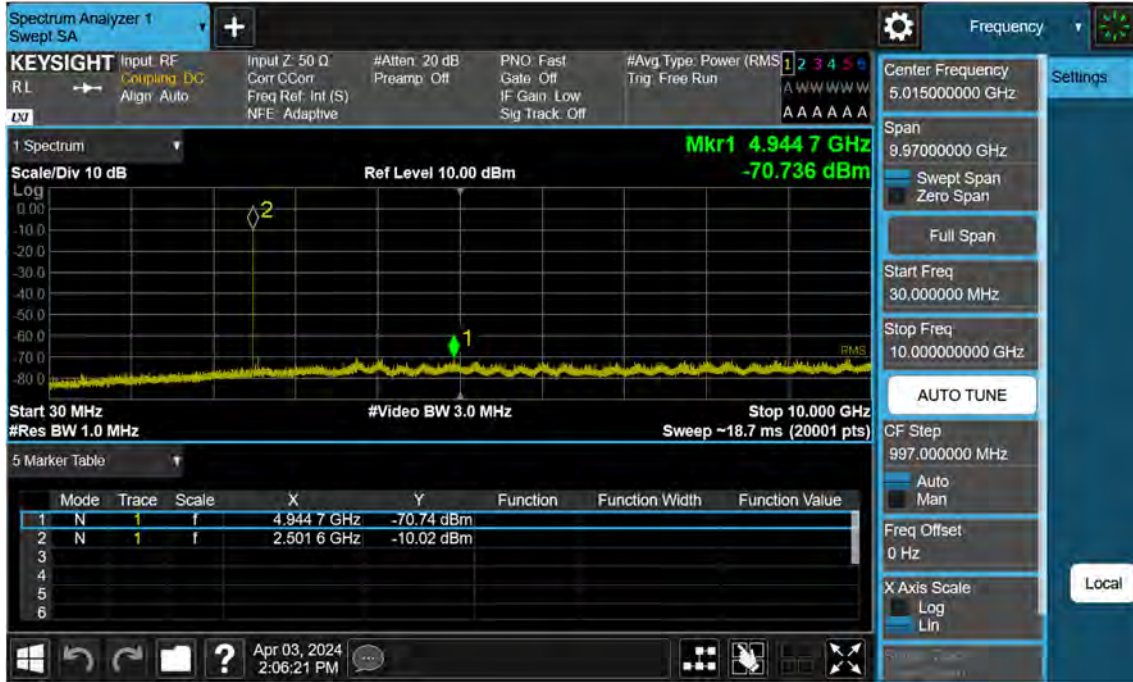 Spectrum Analyzer 1
Swept SA
Frequency
KEYSIGHT
RL
LXI
Input: RF
Coupling: DC
Align: Auto
Input Z: 50 Ω
Corr CCorr
Freq Ref: Int (S)
NFE: Adaptive
#Atten: 20 dB
Preamp: Off
PNO: Fast
Gate: Off
IF Gain: Low
Sig Track: Off
#Avg Type: Power (RMS
Trig: Free Run
1 2 3 4 5 6
A W W W W W
A A A A A A
1 Spectrum
Scale/Div 10 dB
Ref Level 10.00 dBm
Mkr1 4.944 7 GHz
-70.736 dBm
Log
0.00
-10.0
-20.0
-30.0
-40.0
-50.0
-60.0
-70.0
-80.0
2
1
RMS
Start 30 MHz
#Video BW 3.0 MHz
Stop 10.000 GHz
#Res BW 1.0 MHz
Sweep ~18.7 ms (20001 pts)
5 Marker Table
Mode Trace Scale X Y Function Function Width Function Value
1 N 1 f 4.944 7 GHz -70.74 dBm
2 N 1 f 2.501 6 GHz -10.02 dBm
3
4
5
6
Apr 03, 2024
2:06:21 PM
Center Frequency
5.015000000 GHz
Span
9.97000000 GHz
Swept Span
Zero Span
Full Span
Start Freq
30.000000 MHz
Stop Freq
10.000000000 GHz
AUTO TUNE
CF Step
997.000000 MHz
Auto
Man
Freq Offset
0 Hz
X Axis Scale
Log
Lin
Settings
Local